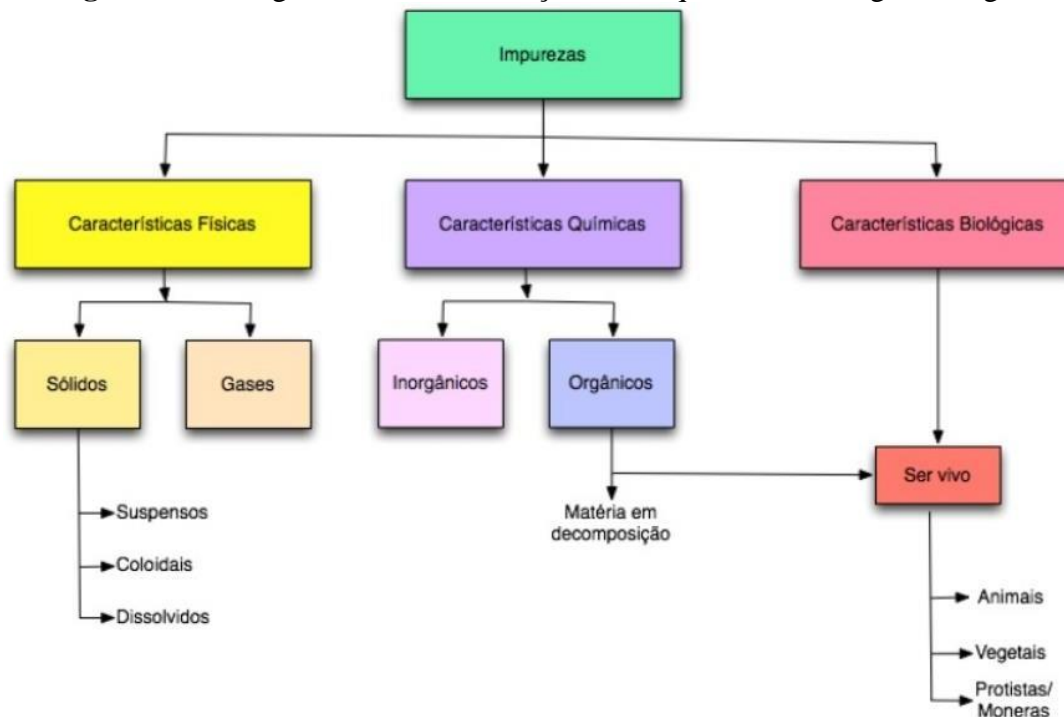 Impurezas
Características Físicas
Características Químicas
Características Biológicas
Sólidos
Gases
Inorgânicos
Orgânicos
Ser vivo
Suspensos
Coloidais
Dissolvidos
Matéria em
decomposição
Animais
Vegetais
Protistas/
Moneras